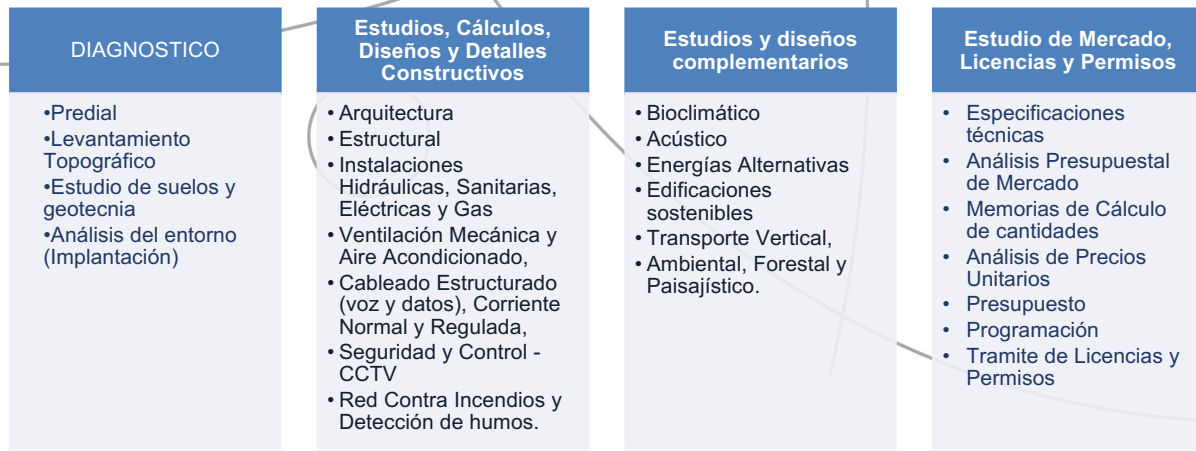 DIAGNOSTICO
•Predial
•Levantamiento
Topográfico
•Estudio de suelos y
geotecnia
•Análisis del entorno
(Implantación)
Estudios, Cálculos,
Diseños y Detalles
Constructivos
• Arquitectura
• Estructural
• Instalaciones
Hidráulicas, Sanitarias,
Eléctricas y Gas
• Ventilación Mecánica y
Aire Acondicionado,
• Cableado Estructurado
(voz y datos), Corriente
Normal y Regulada,
• Seguridad y Control -
CCTV
• Red Contra Incendios y
Detección de humos.
Estudios y diseños
complementarios
• Bioclimático
• Acústico
• Energías Alternativas
• Edificaciones
sostenibles
• Transporte Vertical,
• Ambiental, Forestal y
Paisajístico.
Estudio de Mercado,
Licencias y Permisos
• Especificaciones
técnicas
• Análisis Presupuestal
de Mercado
• Memorias de Cálculo
de cantidades
• Análisis de Precios
Unitarios
• Presupuesto
• Programación
• Tramite de Licencias y
Permisos